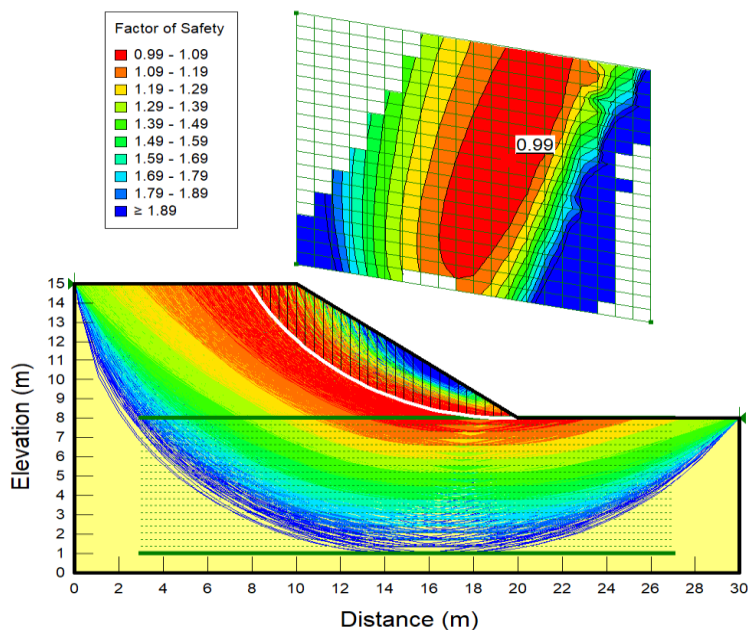 Factor of Safety
0.99 - 1.09
1.09 - 1.19
1.19 - 1.29
1.29 - 1.39
1.39 - 1.49
1.49 - 1.59
1.59 - 1.69
1.69 - 1.79
1.79 - 1.89
≥ 1.89
0.99
15
14
13
12
11
10
9
8
7
6
5
4
3
2
1
0
Elevation (m)
0 2 4 6 8 10 12 14 16 18 20 22 24 26 28 30
Distance (m)